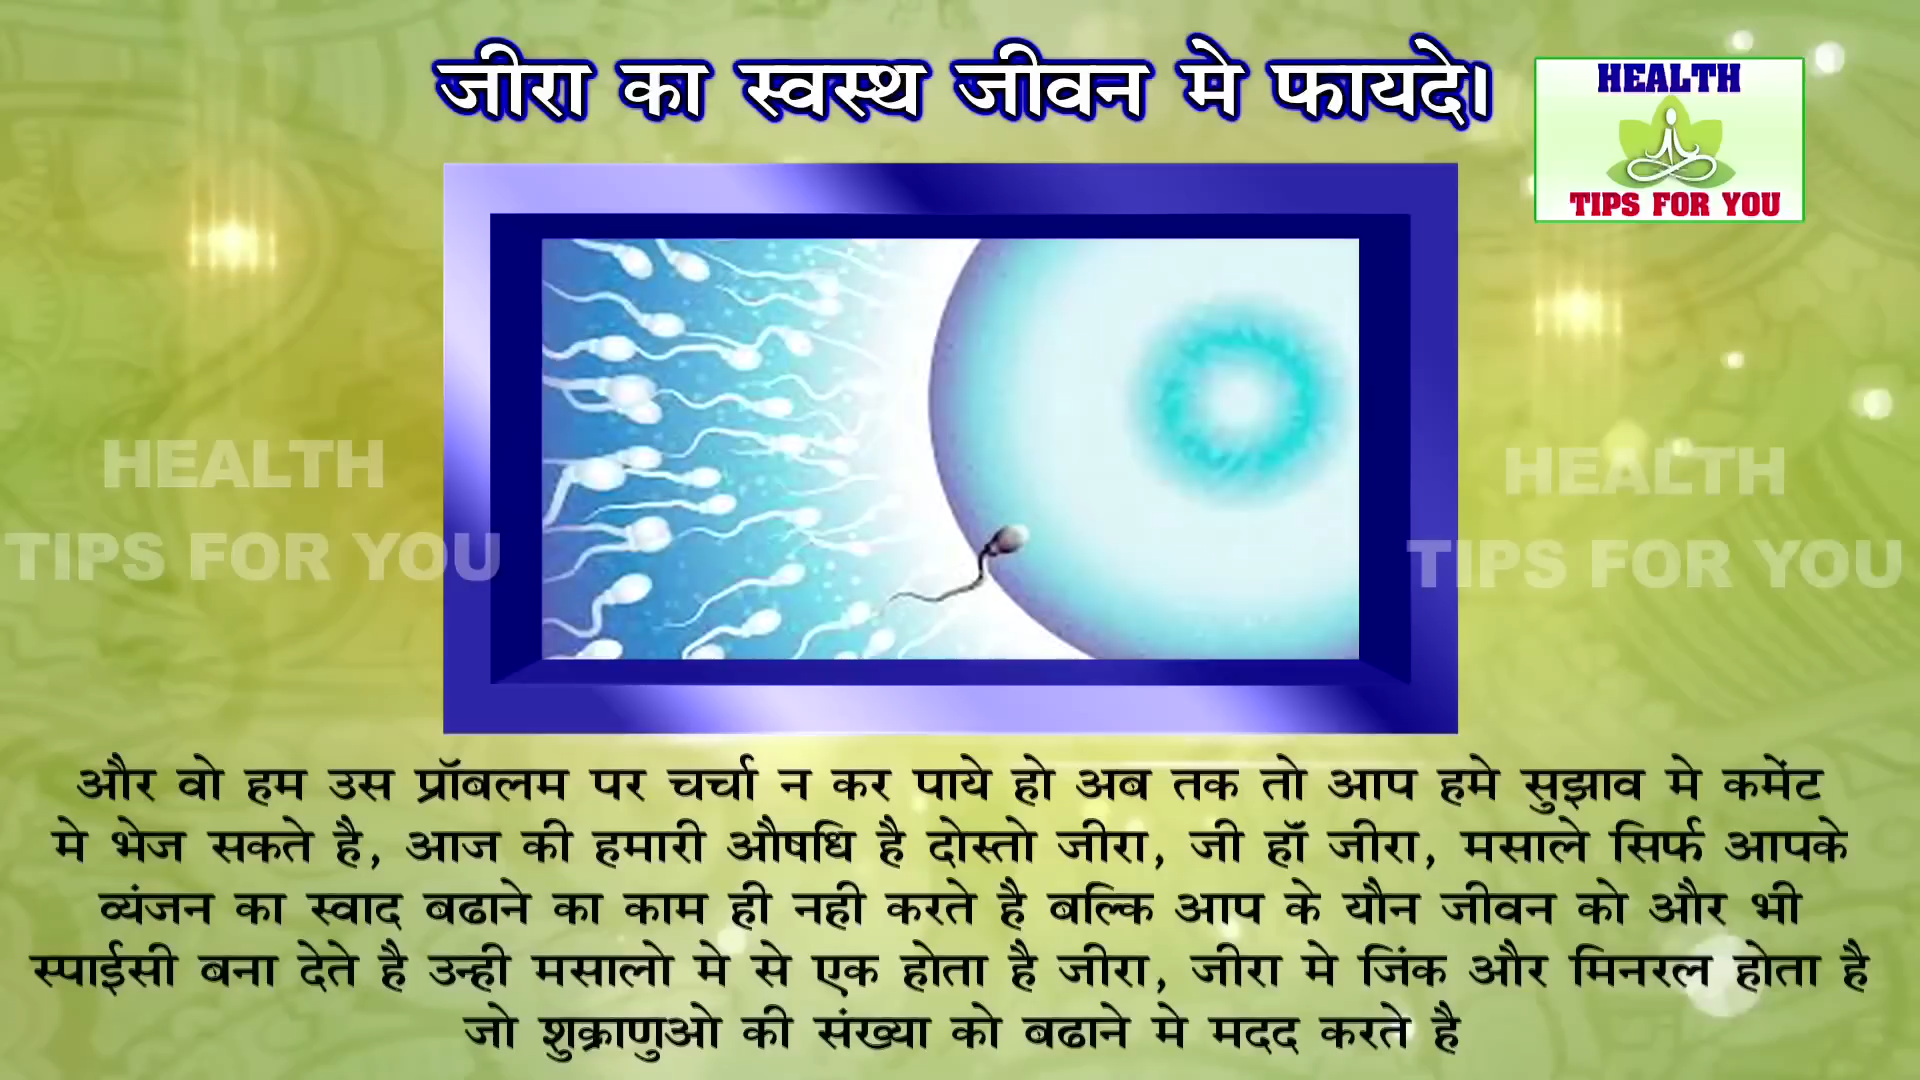 जीरा का स्वस्थ जीवन मे फायदे।
HEALTH
TIPS FOR YOU
HEALTH
TIPS FOR YOU
HEALTH
TIPS FOR YOU
और वो हम उस प्रॉबलम पर चर्चा न कर पाये हो अब तक तो आप हमे सुझाव मे कमेंट
मे भेज सकते है, आज की हमारी औषधि है दोस्तो जीरा, जी हॉ जीरा, मसाले सिर्फ आपके
व्यंजन का स्वाद बढाने का काम ही नही करते है बल्कि आप के यौन जीवन को और भी
स्पाईसी बना देते है उन्ही मसालो मे से एक होता है जीरा, जीरा मे जिंक और मिनरल होता है
जो शुक्राणुओ की संख्या को बढाने मे मदद करते है